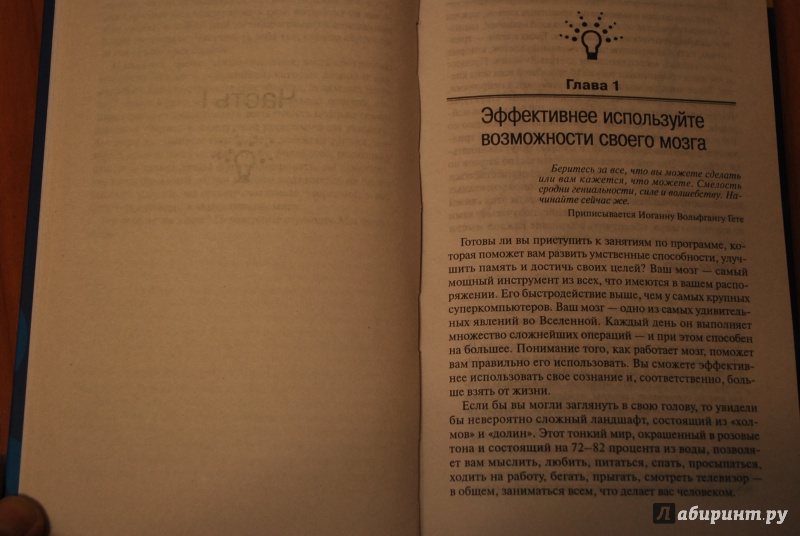 Часть I
Глава 1
Эффективнее используйте
возможности своего мозга
Беритесь за все, что вы можете сделать
или вам кажется, что можете. Смелость
сродни гениальности, силе и волшебству. На-
чинайте сейчас же.
Приписывается Иоганну Вольфгангу Гете
Готовы ли вы приступить к занятиям по программе, ко-
торая поможет вам развить умственные способности, улуч-
шить память и достичь своих целей? Ваш мозг — самый
мощный инструмент из всех, что имеются в вашем распо-
ряжении. Его быстродействие выше, чем у самых крупных
суперкомпьютеров. Ваш мозг — одно из самых удивитель-
ных явлений во Вселенной. Каждый день он выполняет
множество сложнейших операций — и при этом способен
на большее. Понимание того, как работает мозг, поможет
вам правильно его использовать. Вы сможете эффектив-
нее использовать свое сознание и, соответственно, боль-
ше взять от жизни.
Если бы вы могли заглянуть в свою голову, то увидели
бы невероятно сложный ландшафт, состоящий из «хол-
мов» и «долин». Этот тонкий мир, окрашенный в розовые
тона и состоящий на 72—82 процента из воды, позволя-
ет вам мыслить, любить, питаться, спать, просыпаться,
ходить на работу, бегать, прыгать, смотреть телевизор —
в общем, заниматься всем, что делает вас человеком.
Лабиринт.ру